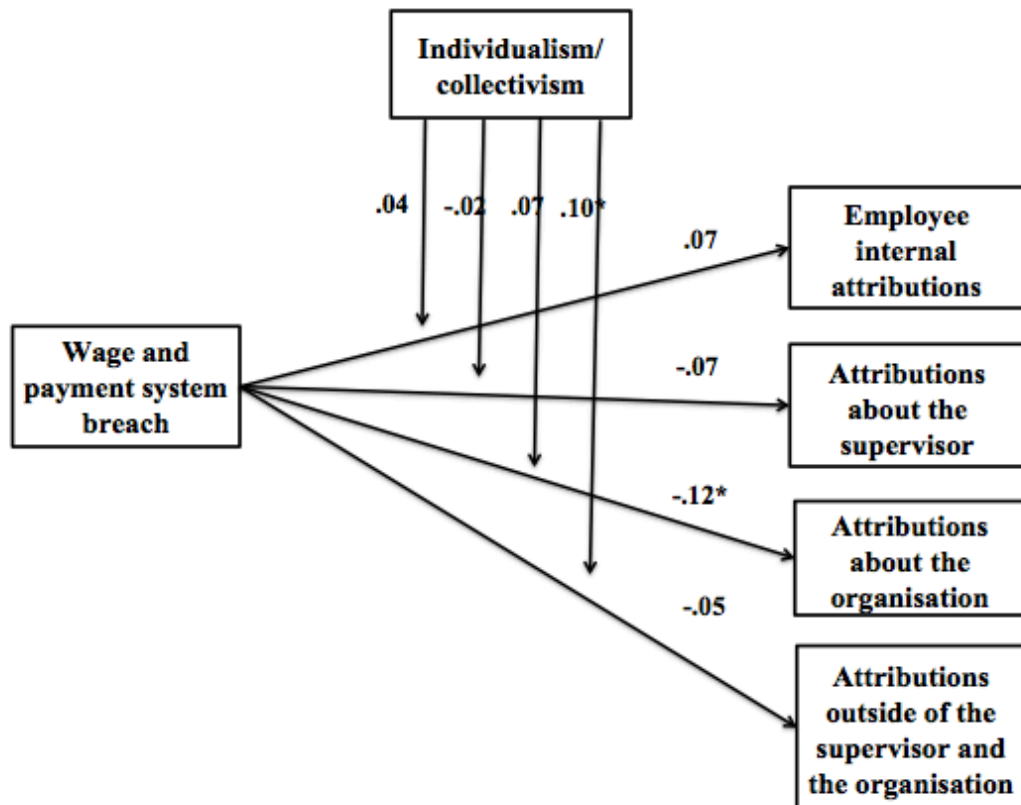 Individualism/
collectivism
.04
-.02
.07
.10*
.07
Employee
internal
attributions
Wage and
payment system
breach
-.07
Attributions
about the
supervisor
-.12*
Attributions
about the
organisation
-.05
Attributions
outside of the
supervisor and
the organisation